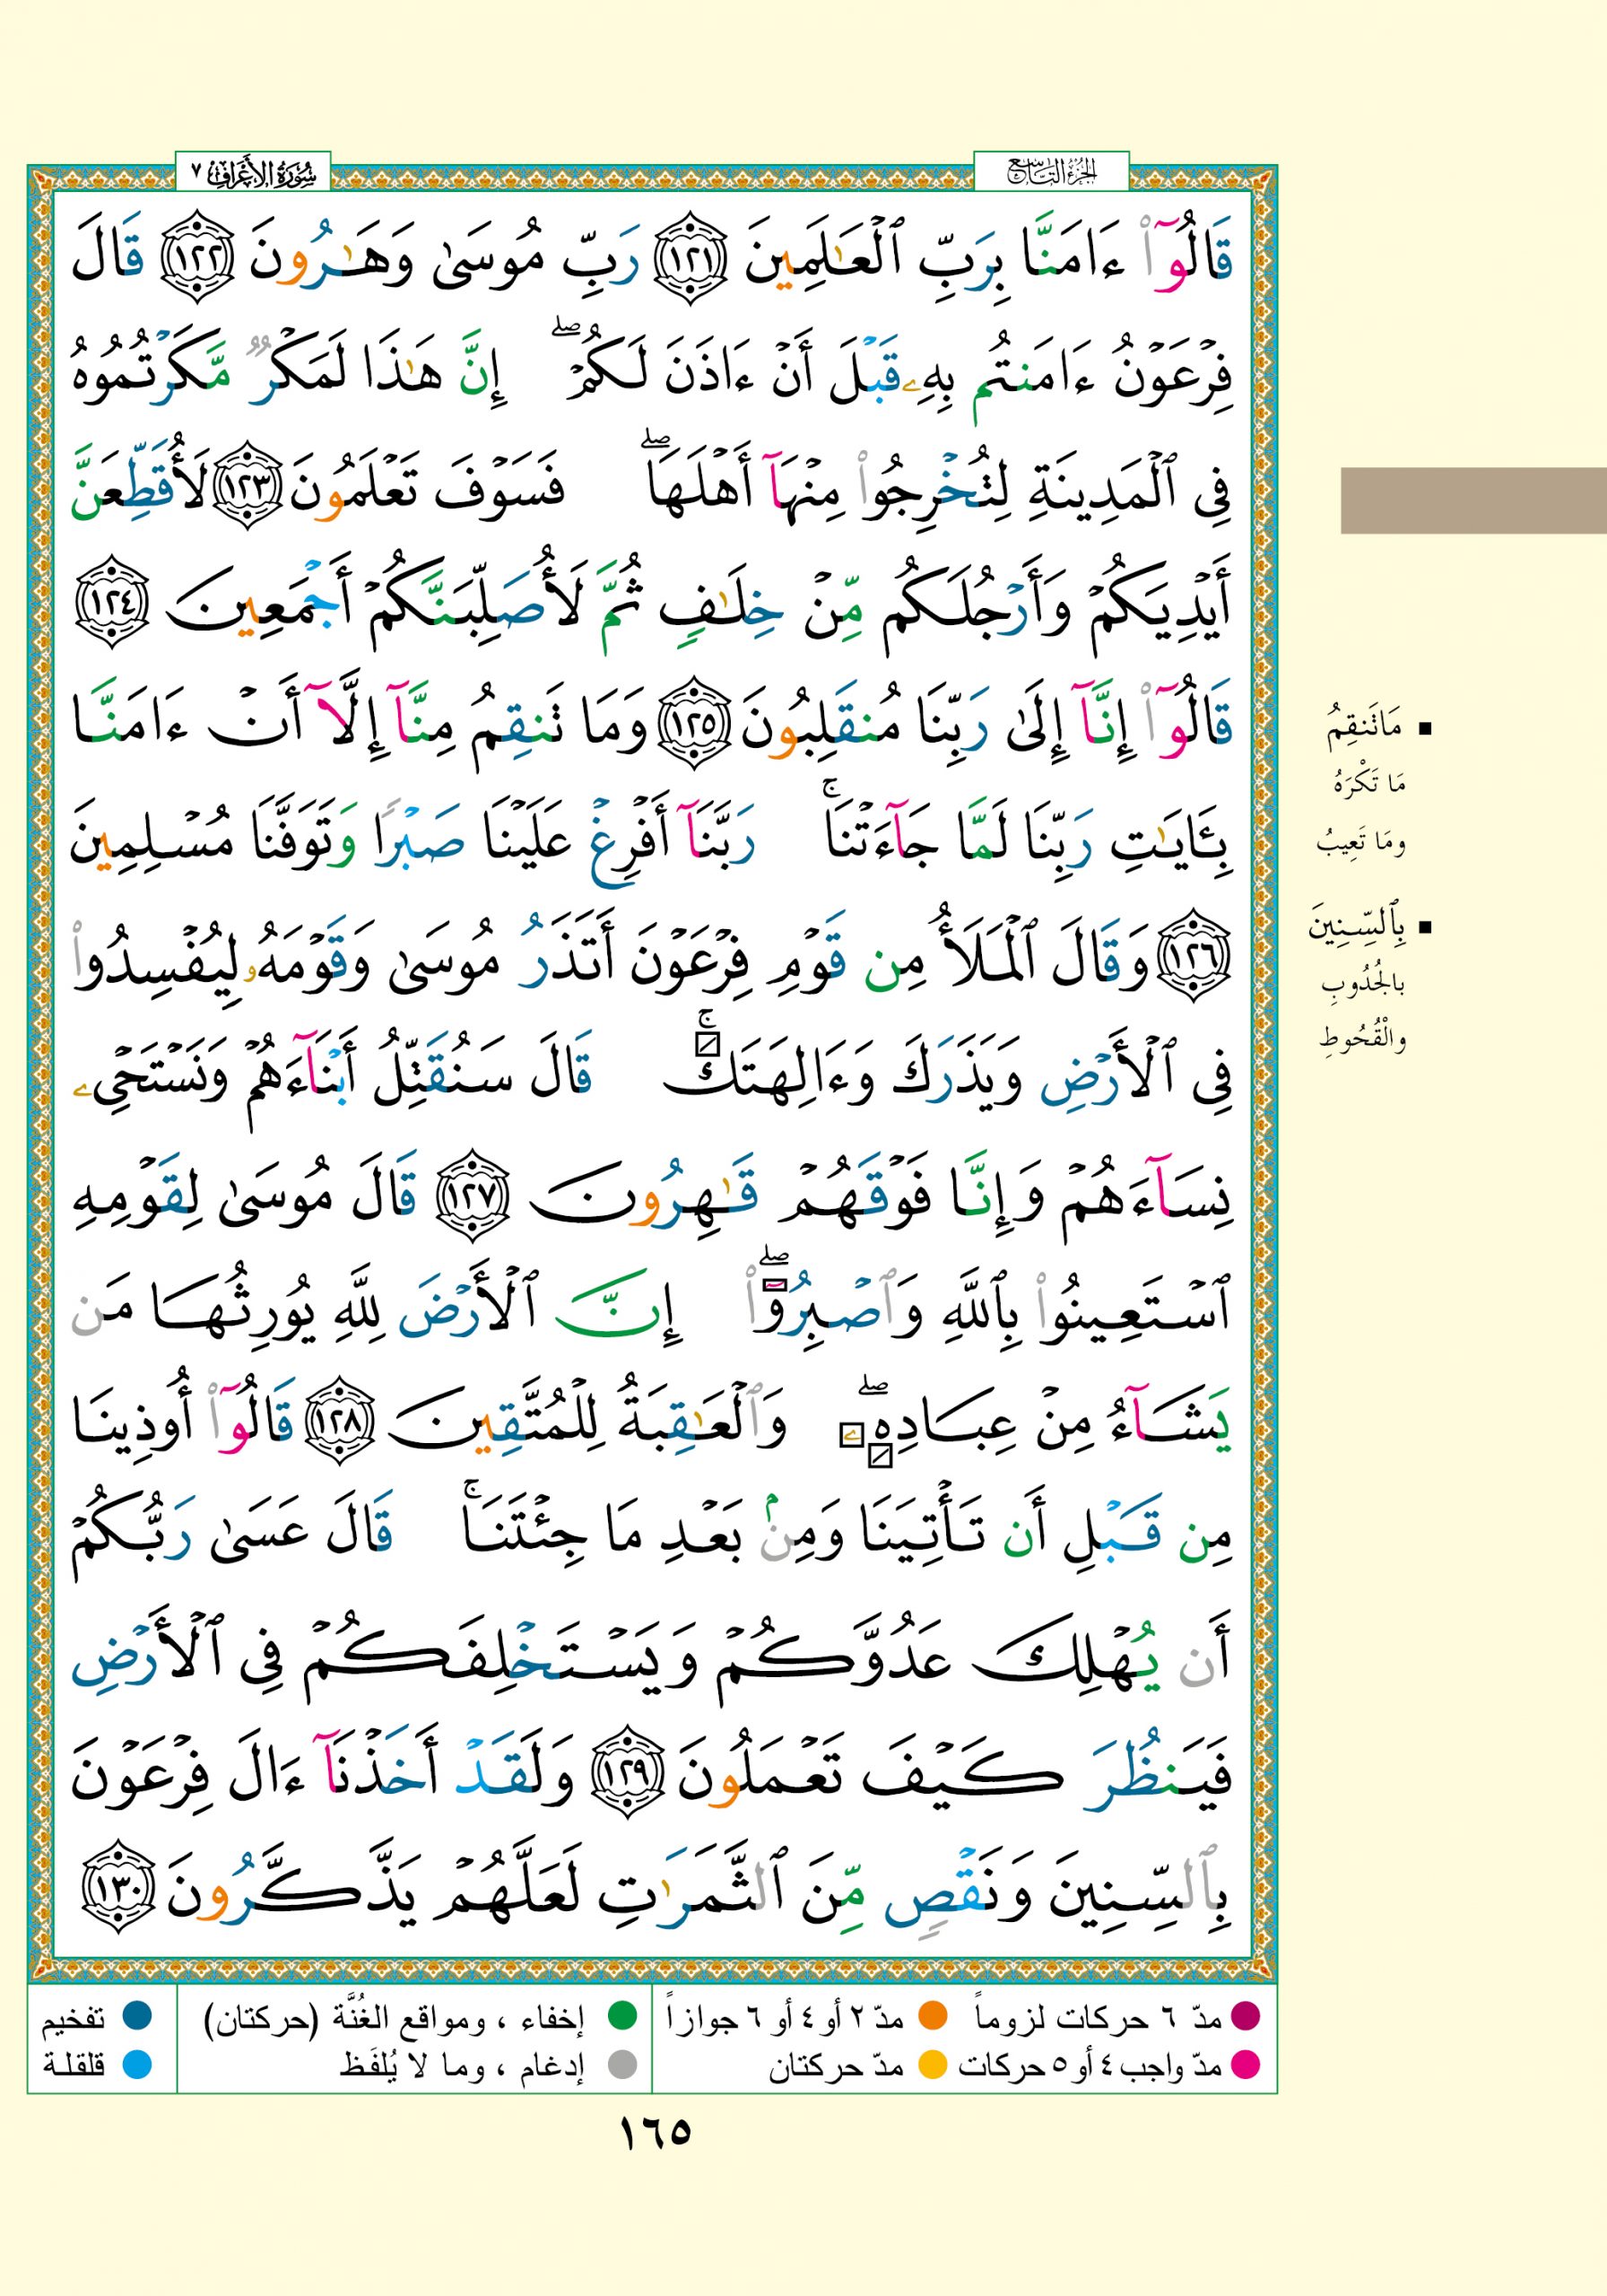 الجزء التاسع
سورة الأعراف ٧
قَالُوٓا۟ ءَامَنَّا بِرَبِّ ٱلْعَـٰلَمِينَ ١٢١ رَبِّ مُوسَىٰ وَهَـٰرُونَ ١٢٢ قَالَ
فِرْعَوْنُ ءَامَنتُم بِهِۦ قَبْلَ أَنْ ءَاذَنَ لَكُمْ ۖ إِنَّ هَـٰذَا لَمَكْرٌ مَّكَرْتُمُوهُ
فِى ٱلْمَدِينَةِ لِتُخْرِجُوا۟ مِنْهَآ أَهْلَهَا ۖ فَسَوْفَ تَعْلَمُونَ ١٢٣ لَأُقَطِّعَنَّ
أَيْدِيَكُمْ وَأَرْجُلَكُم مِّنْ خِلَـٰفٍ ثُمَّ لَأُصَلِّبَنَّكُمْ أَجْمَعِينَ ١٢٤
قَالُوٓا۟ إِنَّآ إِلَىٰ رَبِّنَا مُنقَلِبُونَ ١٢٥ وَمَا تَنقِمُ مِنَّآ إِلَّآ أَنْ ءَامَنَّا
بِـَٔايَـٰتِ رَبِّنَا لَمَّا جَآءَتْنَا ۚ رَبَّنَآ أَفْرِغْ عَلَيْنَا صَبْرًا وَتَوَفَّنَا مُسْلِمِينَ
١٢٦ وَقَالَ ٱلْمَلَأُ مِن قَوْمِ فِرْعَوْنَ أَتَذَرُ مُوسَىٰ وَقَوْمَهُۥ لِيُفْسِدُوا۟
فِى ٱلْأَرْضِ وَيَذَرَكَ وَءَالِهَتَكَ ۚ قَالَ سَنُقَتِّلُ أَبْنَآءَهُمْ وَنَسْتَحْىِۦ
نِسَآءَهُمْ وَإِنَّا فَوْقَهُمْ قَـٰهِرُونَ ١٢٧ قَالَ مُوسَىٰ لِقَوْمِهِ
ٱسْتَعِينُوا۟ بِٱللَّهِ وَٱصْبِرُوٓا۟ ۖ إِنَّ ٱلْأَرْضَ لِلَّهِ يُورِثُهَا مَن
يَشَآءُ مِنْ عِبَادِهِۦ ۖ وَٱلْعَـٰقِبَةُ لِلْمُتَّقِينَ ١٢٨ قَالُوٓا۟ أُوذِينَا
مِن قَبْلِ أَن تَأْتِيَنَا وَمِنۢ بَعْدِ مَا جِئْتَنَا ۚ قَالَ عَسَىٰ رَبُّكُمْ
أَن يُهْلِكَ عَدُوَّكُمْ وَيَسْتَخْلِفَكُمْ فِى ٱلْأَرْضِ
فَيَنظُرَ كَيْفَ تَعْمَلُونَ ١٢٩ وَلَقَدْ أَخَذْنَآ ءَالَ فِرْعَوْنَ
بِٱلسِّنِينَ وَنَقْصٍ مِّنَ ٱلثَّمَرَٰتِ لَعَلَّهُمْ يَذَّكَّرُونَ ١٣٠
■ مَا تَنقِمُ
مَا تَكْرَهُ
ومَا تَعِيبُ
■ بِٱلسِّنِينَ
بالجُدُوبِ
والْقُحُوطِ
مدّ ٦ حركات لزوماً ● مدّ ٢ أو ٤ أو ٦ جوازاً ● إخفاء ، ومواقع الغُنَّة (حركتان) ● تفخيم
مدّ واجب ٤ أو ٥ حركات ● مدّ حركتان ● إدغام ، وما لا يُلفَظ ● قلقلة
١٦٥